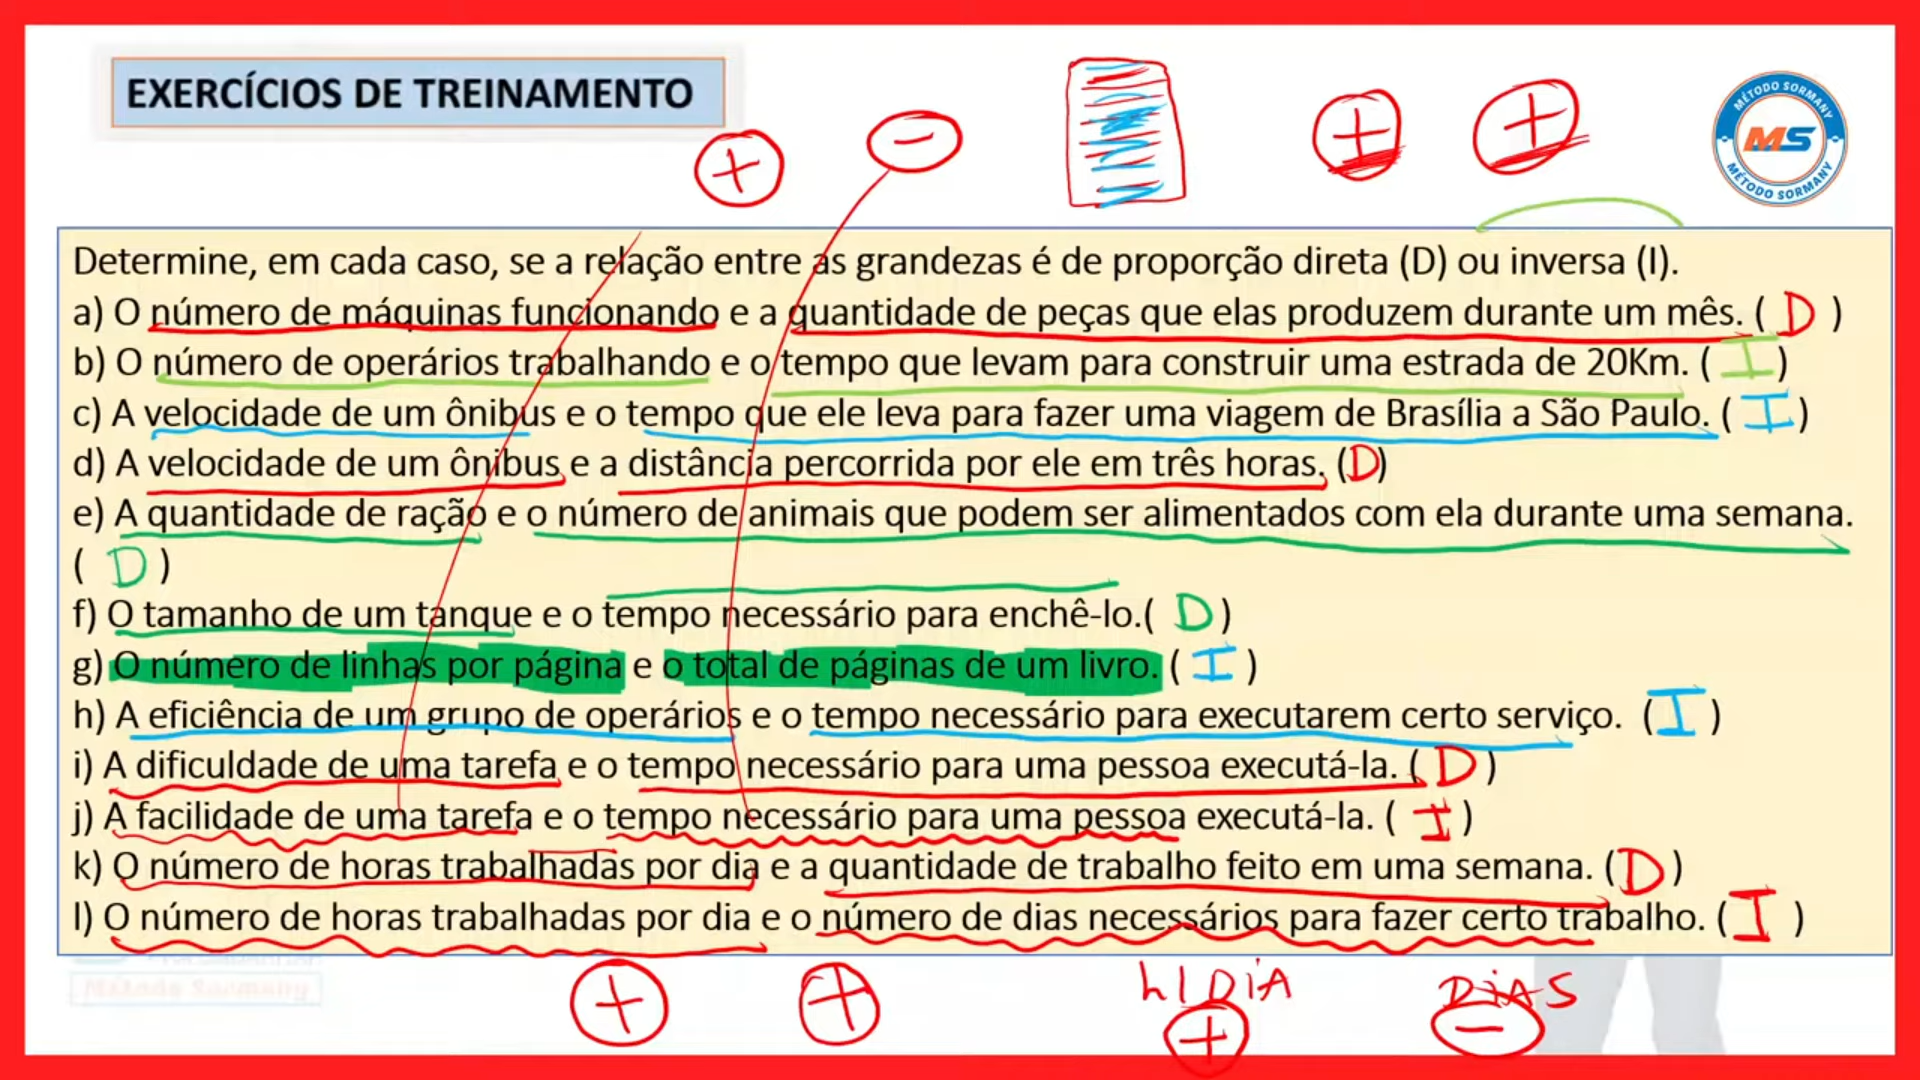 EXERCÍCIOS DE TREINAMENTO
+
-
+
+
MÉTODO SORMANY
MS
MÉTODO SORMANY
Determine, em cada caso, se a relação entre as grandezas é de proporção direta (D) ou inversa (I).
a) O número de máquinas funcionando e a quantidade de peças que elas produzem durante um mês. ( D )
b) O número de operários trabalhando e o tempo que levam para construir uma estrada de 20Km. ( I )
c) A velocidade de um ônibus e o tempo que ele leva para fazer uma viagem de Brasília a São Paulo. ( I )
d) A velocidade de um ônibus e a distância percorrida por ele em três horas. (D)
e) A quantidade de ração e o número de animais que podem ser alimentados com ela durante uma semana.
( D )
f) O tamanho de um tanque e o tempo necessário para enchê-lo.( D )
g) O número de linhas por página e o total de páginas de um livro. ( I )
h) A eficiência de um grupo de operários e o tempo necessário para executarem certo serviço. ( I )
i) A dificuldade de uma tarefa e o tempo necessário para uma pessoa executá-la. ( D )
j) A facilidade de uma tarefa e o tempo necessário para uma pessoa executá-la. ( I )
k) O número de horas trabalhadas por dia e a quantidade de trabalho feito em uma semana. ( D )
l) O número de horas trabalhadas por dia e o número de dias necessários para fazer certo trabalho. ( I )
Método Sormany
+
+
h/DiA
DiAS
+
-